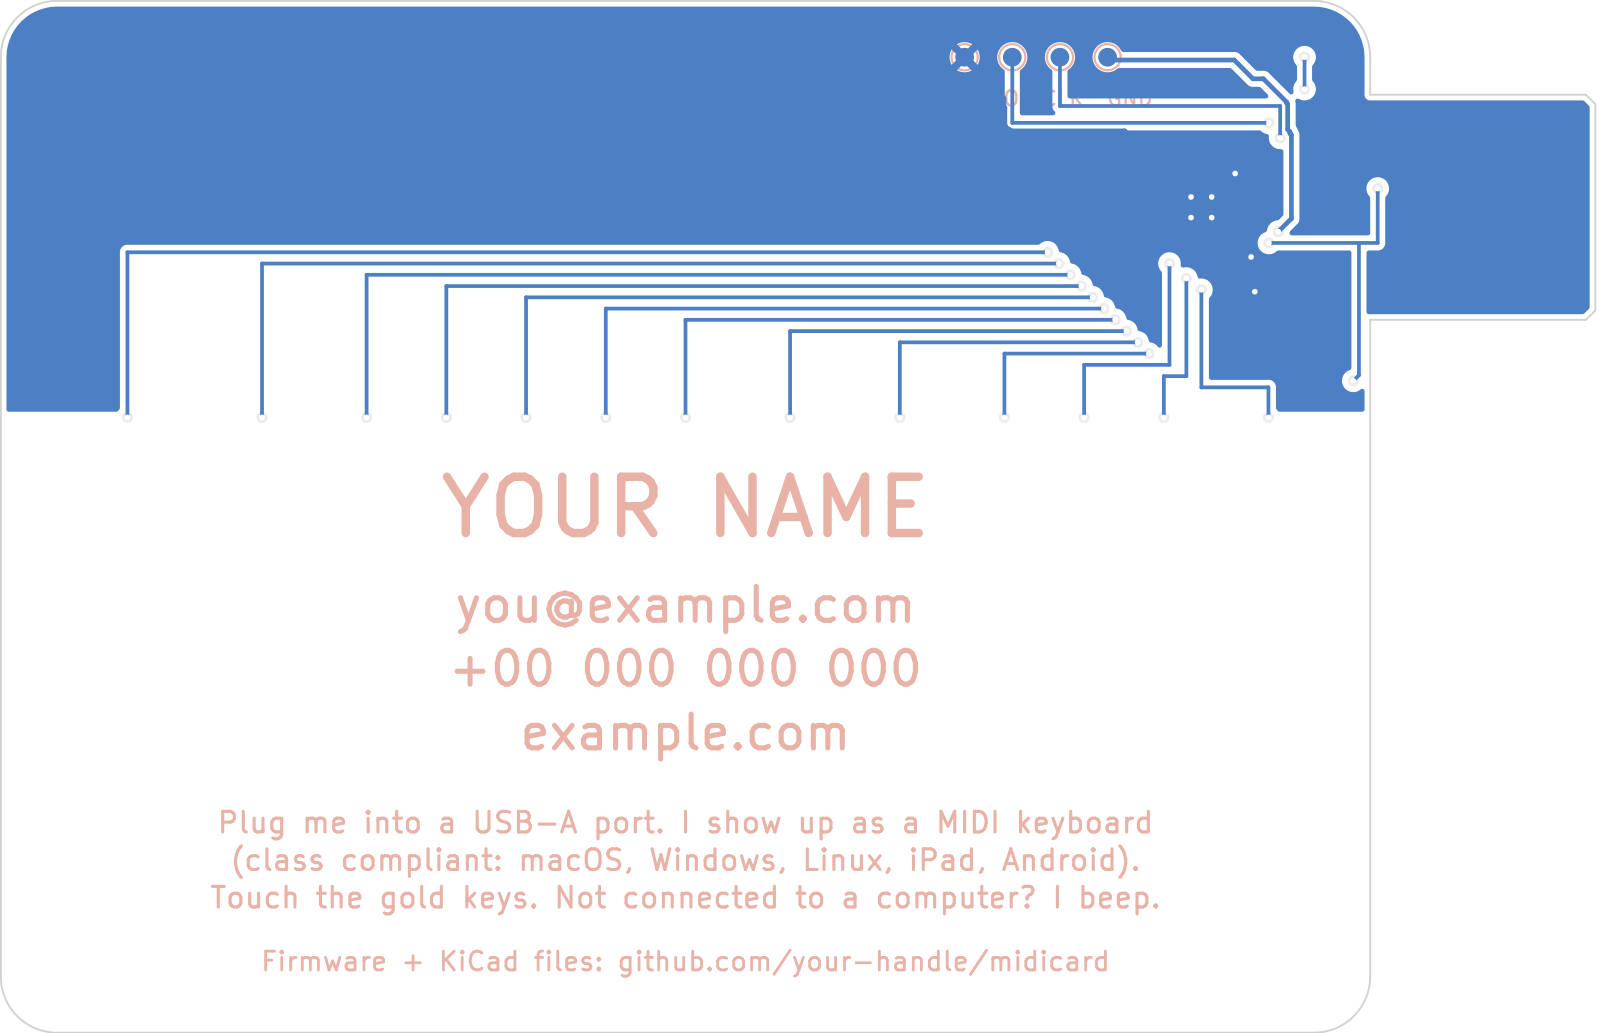 GND
YOUR NAME
you@example.com
+00 000 000 000
example.com
Plug me into a USB-A port. I show up as a MIDI keyboard
(class compliant: macOS, Windows, Linux, iPad, Android).
Touch the gold keys. Not connected to a computer? I beep.
Firmware + KiCad files: github.com/your-handle/midicard